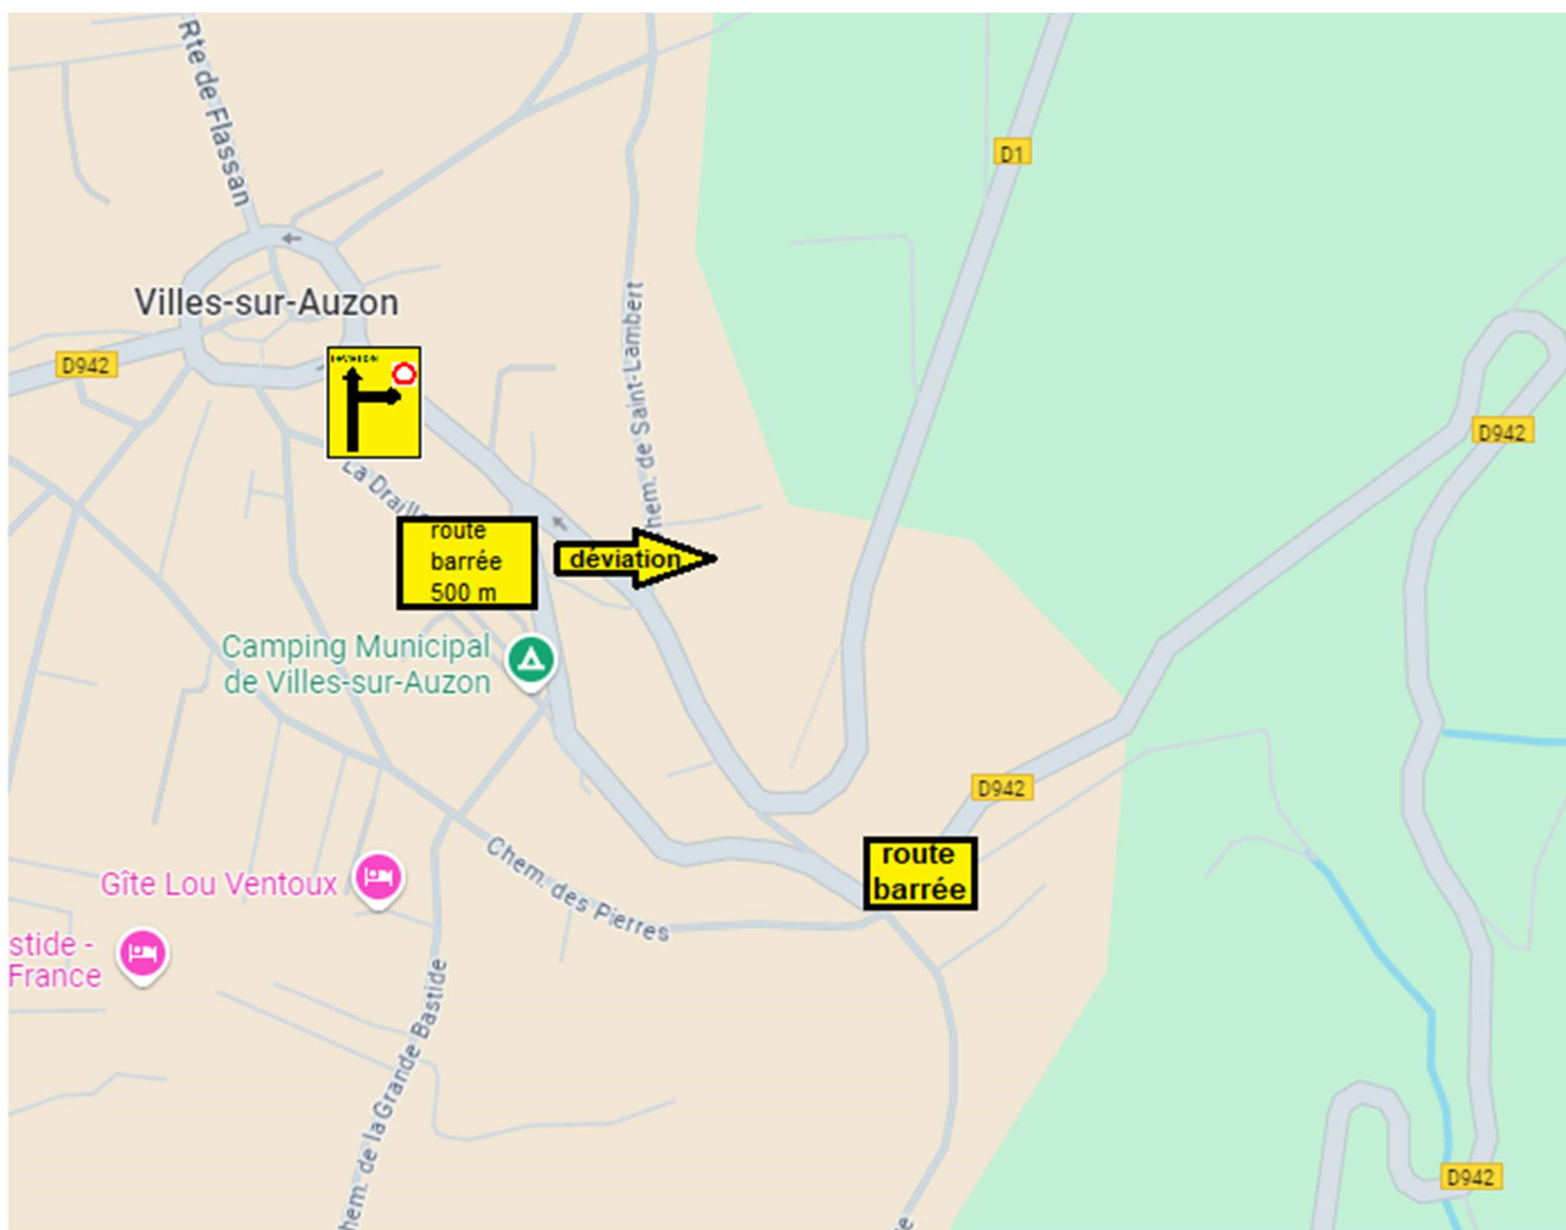 Rte de Flassan
D1
Villes-sur-Auzon
D942
Chem. de Saint-Lambert
D942
La Draille
route
barrée
500 m
déviation
Camping Municipal
de Villes-sur-Auzon
D942
route
barrée
Gîte Lou Ventoux
Chem. des Pierres
stide -
France
hem. de la Grande Bastide
D942